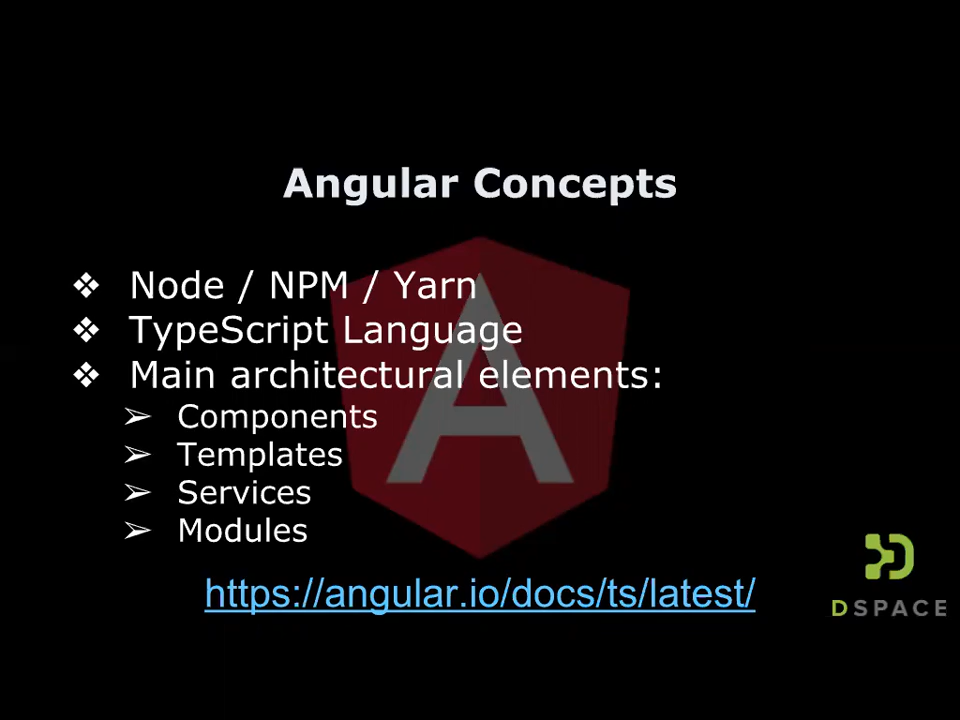 Angular Concepts
❖ Node / NPM / Yarn
❖ TypeScript Language
❖ Main architectural elements:
➢ Components
➢ Templates
➢ Services
➢ Modules
https://angular.io/docs/ts/latest/
DSPACE